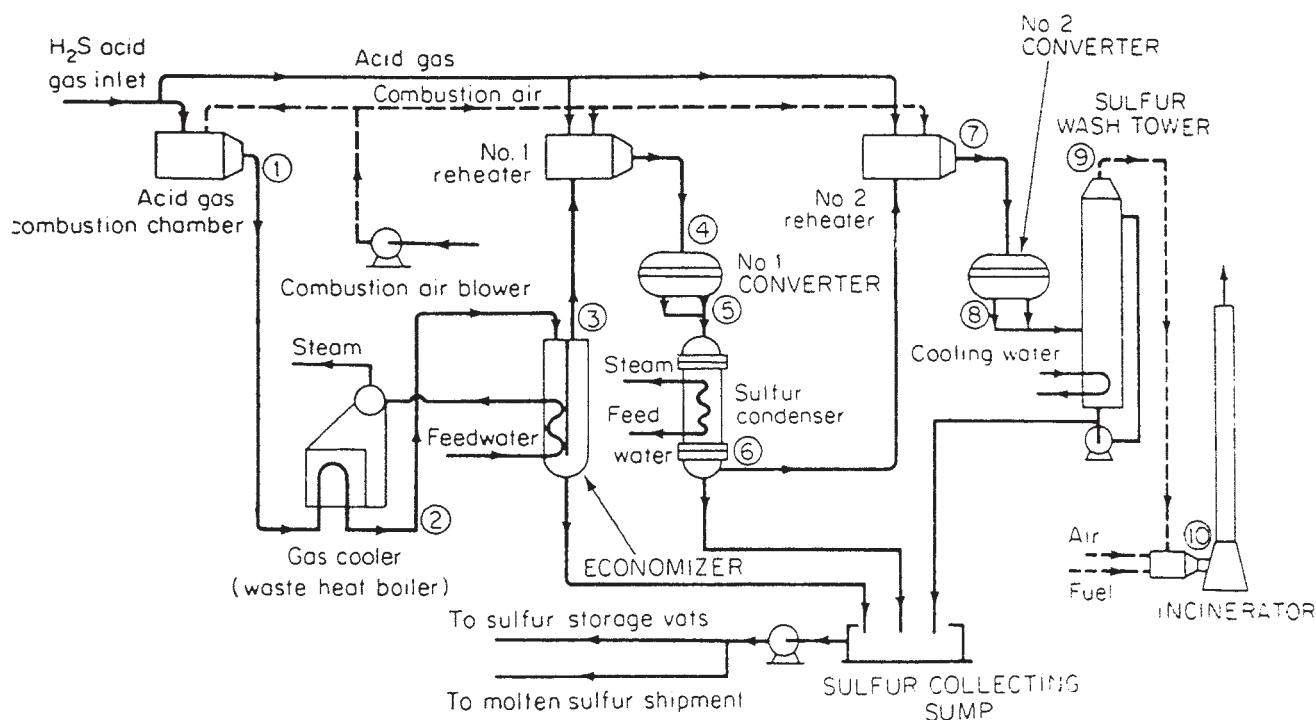 H₂S acid
gas inlet
Acid gas
Combustion air
No 2
CONVERTER
SULFUR
WASH TOWER
No. 1
reheater
No 2
reheater
Acid gas
combustion chamber
Combustion air blower
No 1
CONVERTER
1
2
3
4
5
6
7
8
9
10
Steam
Feedwater
Steam
Feed
water
Sulfur
condenser
Cooling water
Gas cooler
(waste heat boiler)
ECONOMIZER
Air
Fuel
INCINERATOR
To sulfur storage vats
To molten sulfur shipment
SULFUR COLLECTING
SUMP